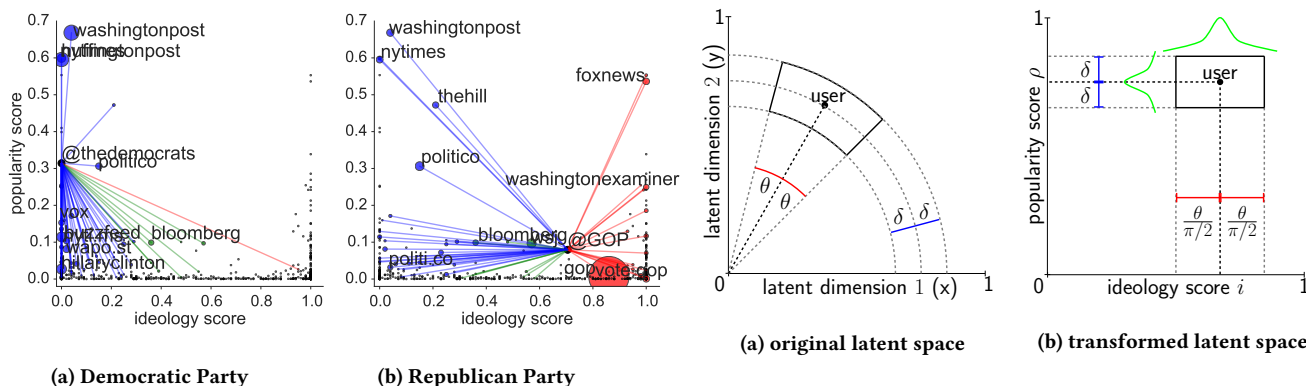 0.7
0.6
0.5
0.4
0.3
0.2
0.1
0.0
popularity score
washingtonpost
huffingtonpost
nytimes
@thedemocrats
politico
vox
buzzfeed
bloomberg
wapo.st
hillaryclinton
0.0 0.2 0.4 0.6 0.8 1.0
ideology score
(a) Democratic Party
0.7
0.6
0.5
0.4
0.3
0.2
0.1
0.0
washingtonpost
nytimes
foxnews
thehill
politico
washingtonexaminer
bloomberg
@GOP
politi.co
gop
vote.gop
0.0 0.2 0.4 0.6 0.8 1.0
ideology score
(b) Republican Party
1
latent dimension 2 (y)
user
θ θ
δ δ
0
latent dimension 1 (x)
1
(a) original latent space
1
popularity score ρ
δ
δ
user
θ
π/2
θ
π/2
0
ideology score i
1
(b) transformed latent space